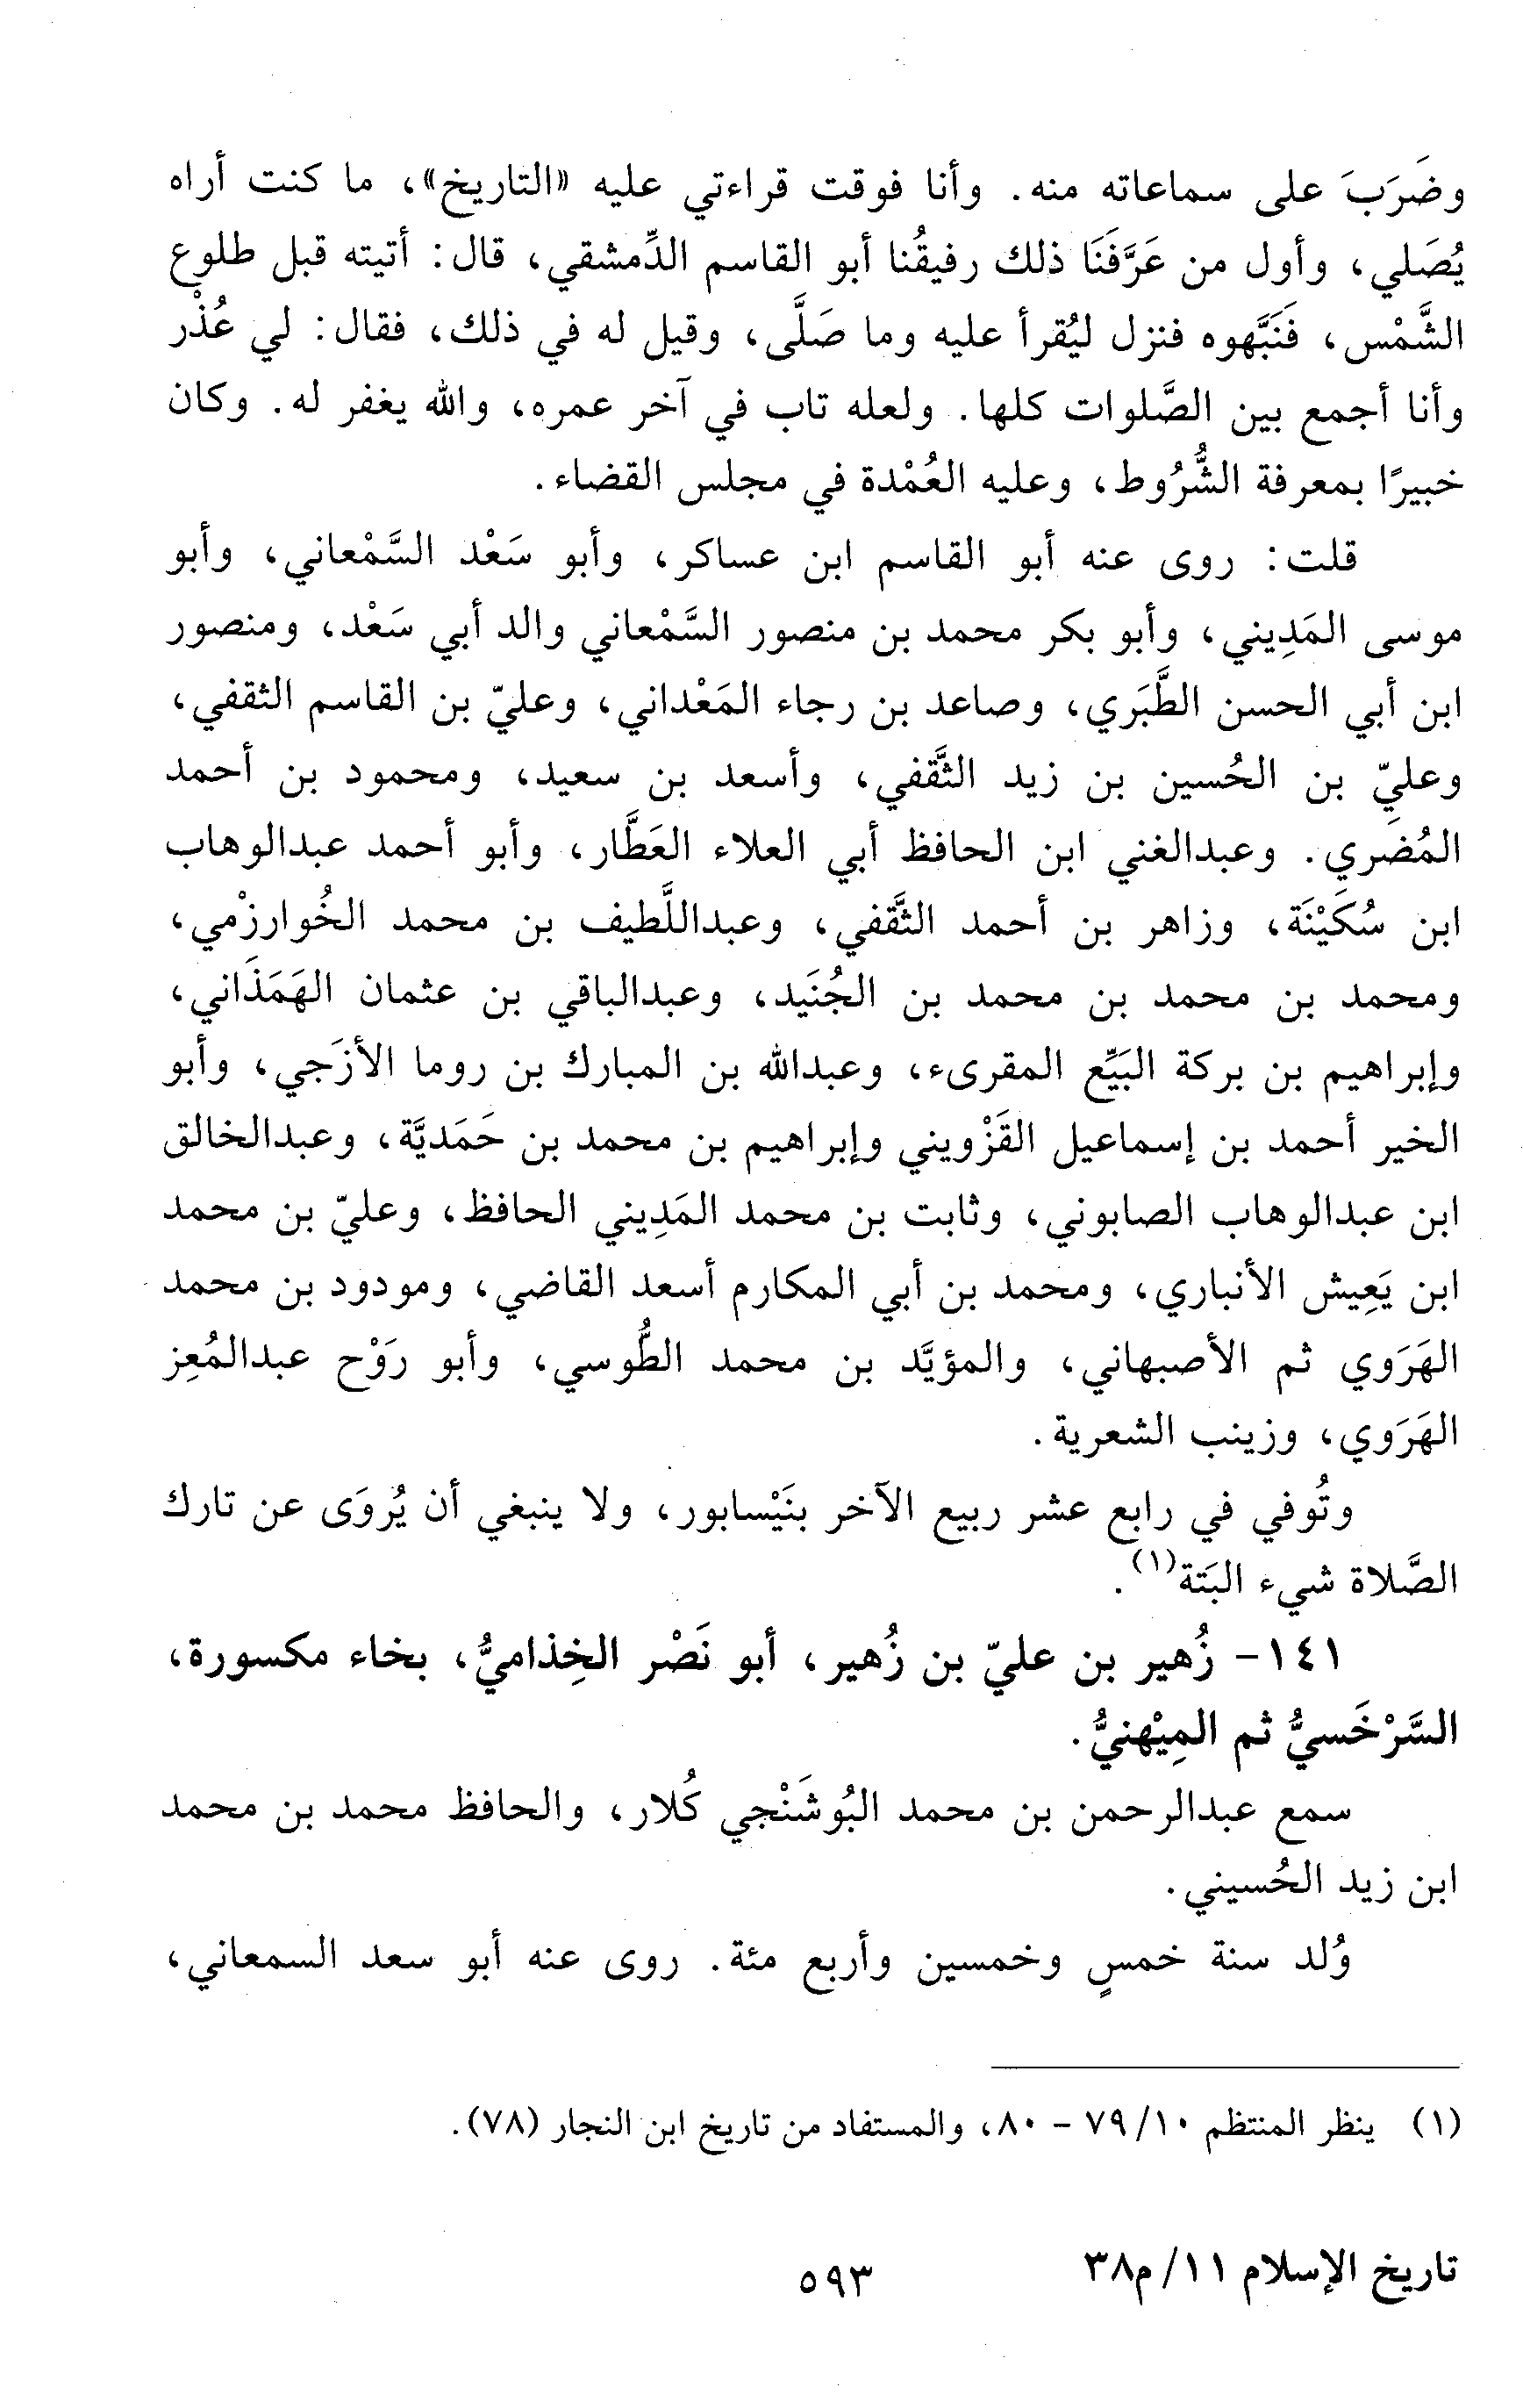 وضَرَبَ على سماعاته منه. وأنا فوقت قراءتي عليه «التاريخ»، ما كنت أراه
يُصَلي، وأول من عَرَّفَنَا ذلك رفيقُنا أبو القاسم الدِّمشقي، قال: أتيته قبل طلوع
الشَّمْس، فَنَبَّهوه فنزل ليُقرأ عليه وما صَلَّى، وقيل له في ذلك، فقال: لي عُذْر
وأنا أجمع بين الصَّلوات كلها. ولعله تاب في آخر عمره، والله يغفر له. وكان
خبيرًا بمعرفة الشُّرُوط، وعليه العُمْدة في مجلس القضاء.
قلت: روى عنه أبو القاسم ابن عساكر، وأبو سَعْد السَّمْعاني، وأبو
موسى المَدِيني، وأبو بكر محمد بن منصور السَّمْعاني والد أبي سَعْد، ومنصور
ابن أبي الحسن الطَّبَري، وصاعد بن رجاء المَعْداني، وعليّ بن القاسم الثقفي،
وعليّ بن الحُسين بن زيد الثَّقفي، وأسعد بن سعيد، ومحمود بن أحمد
المُضَرِي. وعبدالغني ابن الحافظ أبي العلاء العَطَّار، وأبو أحمد عبدالوهاب
ابن سُكَيْنَة، وزاهر بن أحمد الثَّقفي، وعبداللَّطيف بن محمد الخُوارزْمي،
ومحمد بن محمد بن محمد بن الجُنَيد، وعبدالباقي بن عثمان الهَمَذَاني،
وإبراهيم بن بركة البَيِّع المقرىء، وعبدالله بن المبارك بن روما الأزَجي، وأبو
الخير أحمد بن إسماعيل القَزْويني وإبراهيم بن محمد بن حَمَديَّة، وعبدالخالق
ابن عبدالوهاب الصابوني، وثابت بن محمد المَدِيني الحافظ، وعليّ بن محمد
ابن يَعِيش الأنباري، ومحمد بن أبي المكارم أسعد القاضي، ومودود بن محمد
الهَرَوي ثم الأصبهاني، والمؤيَّد بن محمد الطُّوسي، وأبو رَوْح عبدالمُعِز
الهَرَوي، وزينب الشعرية.
وتُوفي في رابع عشر ربيع الآخر بنَيْسابور، ولا ينبغي أن يُروَى عن تارك
الصَّلاة شيء البَتة(١).
١٤١- زُهير بن عليّ بن زُهير، أبو نَصْر الخِذاميُّ، بخاء مكسورة،
السَّرْخَسيُّ ثم المِيْهنيُّ.
سمع عبدالرحمن بن محمد البُوشَنْجي كُلار، والحافظ محمد بن محمد
ابن زيد الحُسيني.
وُلد سنة خمسٍ وخمسين وأربع مئة. روى عنه أبو سعد السمعاني،
(١) ينظر المنتظم ١٠/ ٧٩ - ٨٠، والمستفاد من تاريخ ابن النجار (٧٨).
تاريخ الإسلام ١١/ م٣٨
٥٩٣